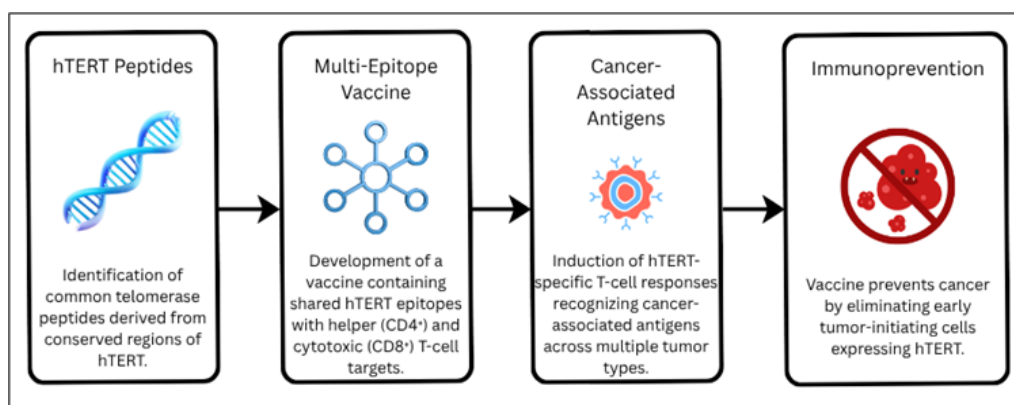 hTERT Peptides
Identification of
common telomerase
peptides derived from
conserved regions of
hTERT.
Multi-Epitope
Vaccine
Development of a
vaccine containing
shared hTERT epitopes
with helper (CD4⁺) and
cytotoxic (CD8⁺) T-cell
targets.
Cancer-
Associated
Antigens
Induction of hTERT-
specific T-cell responses
recognizing cancer-
associated antigens
across multiple tumor
types.
Immunoprevention
Vaccine prevents cancer
by eliminating early
tumor-initiating cells
expressing hTERT.